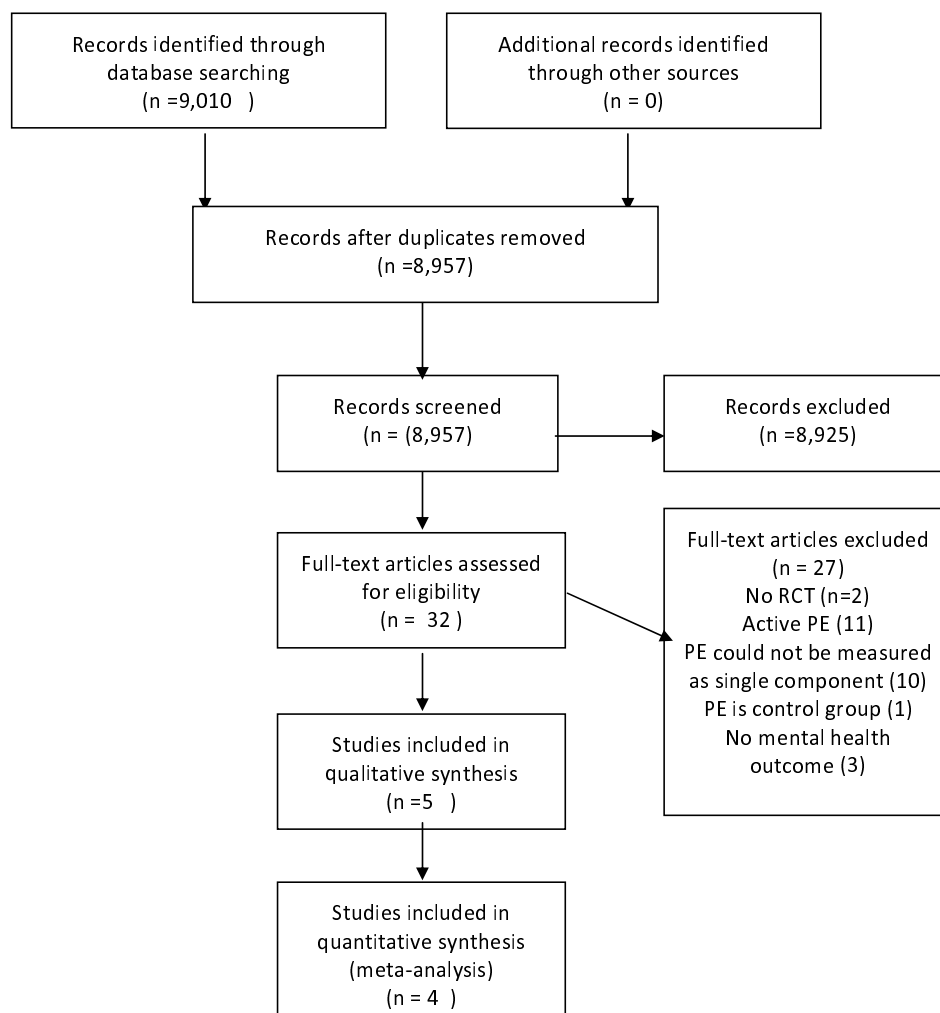 Records identified through
database searching
(n =9,010   )
Additional records identified
through other sources
(n = 0)
Records after duplicates removed
(n =8,957)
Records screened
(n = (8,957)
Records excluded
(n =8,925)
Full-text articles assessed
for eligibility
(n =  32 )
Full-text articles excluded
(n = 27)
No RCT (n=2)
Active PE (11)
PE could not be measured
as single component (10)
PE is control group (1)
No mental health
outcome (3)
Studies included in
qualitative synthesis
(n =5   )
Studies included in
quantitative synthesis
(meta-analysis)
(n = 4  )